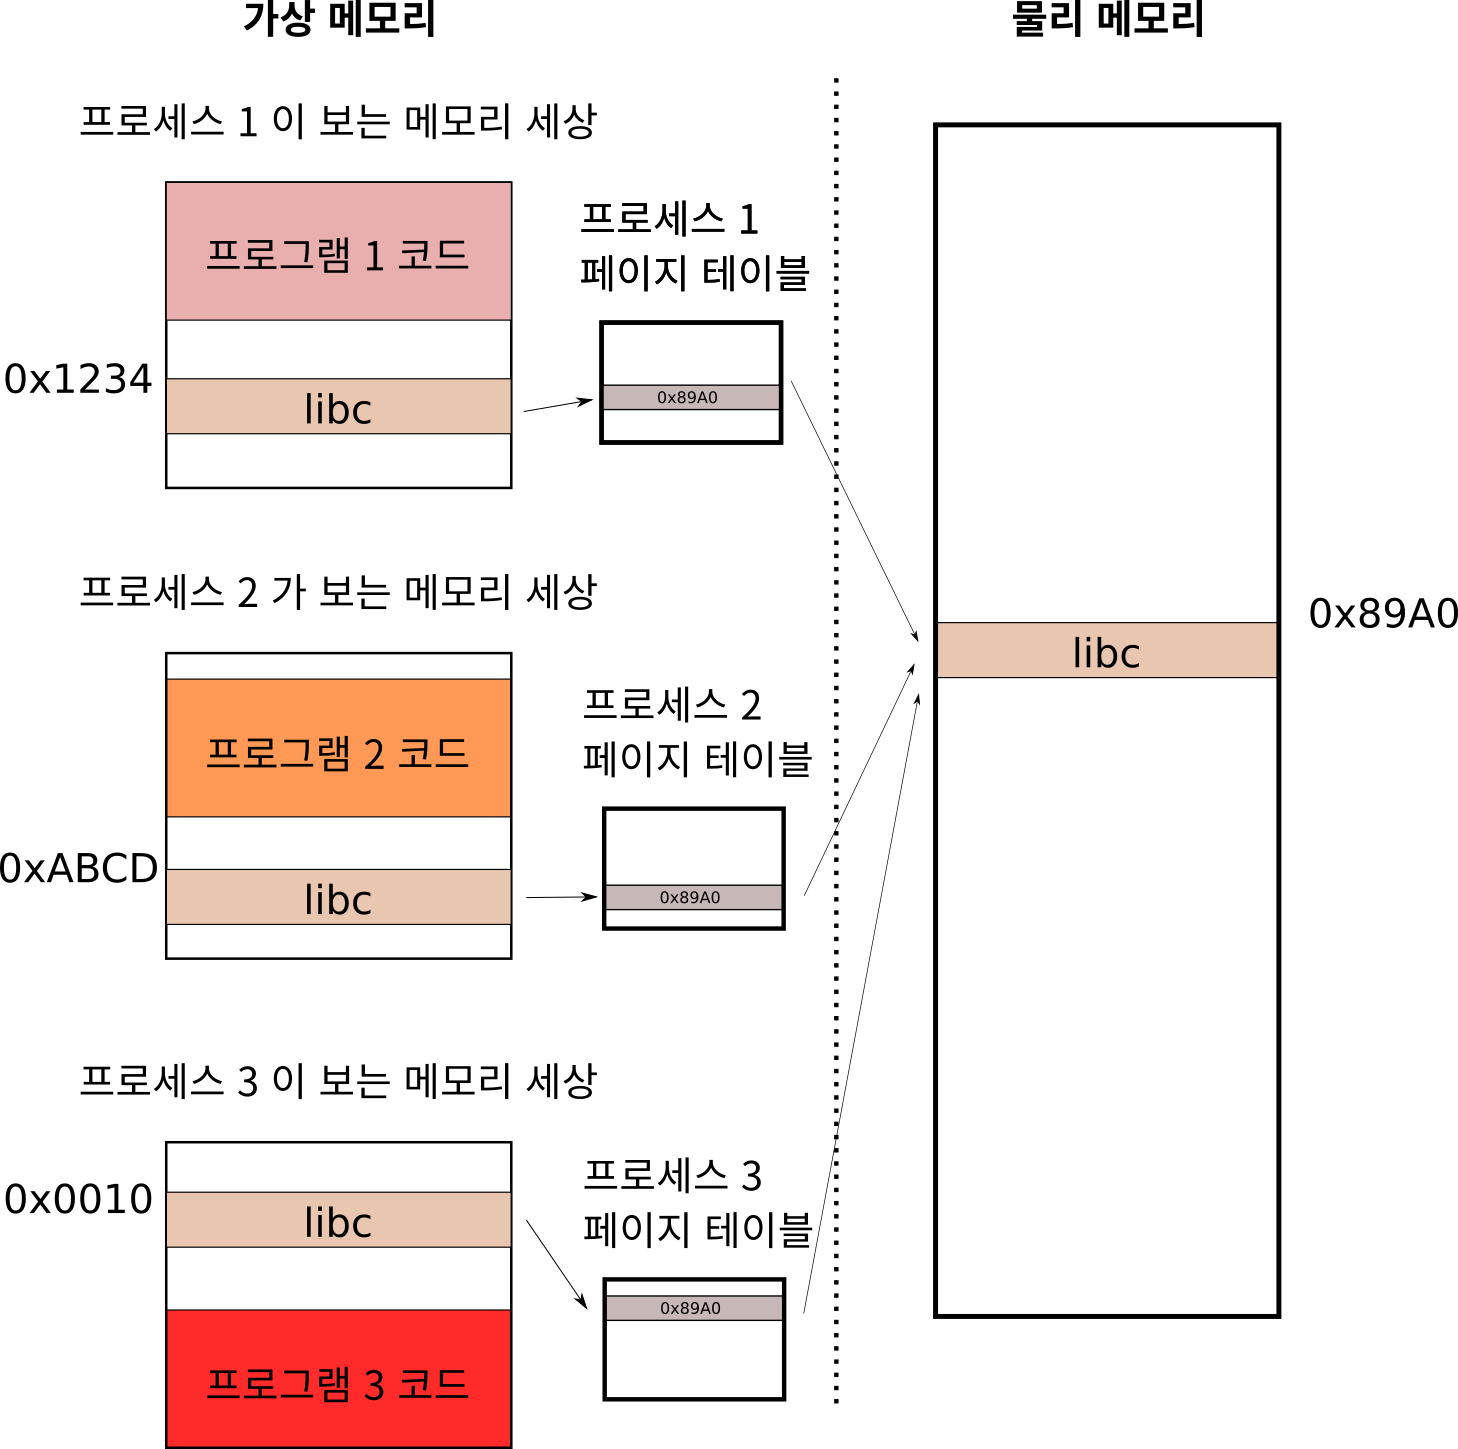 가상 메모리
물리 메모리
프로세스 1 이 보는 메모리 세상
프로그램 1 코드
0x1234
libc
프로세스 1
페이지 테이블
0x89A0
프로세스 2 가 보는 메모리 세상
프로그램 2 코드
0xABCD
libc
프로세스 2
페이지 테이블
0x89A0
프로세스 3 이 보는 메모리 세상
0x0010
libc
프로그램 3 코드
프로세스 3
페이지 테이블
0x89A0
libc
0x89A0